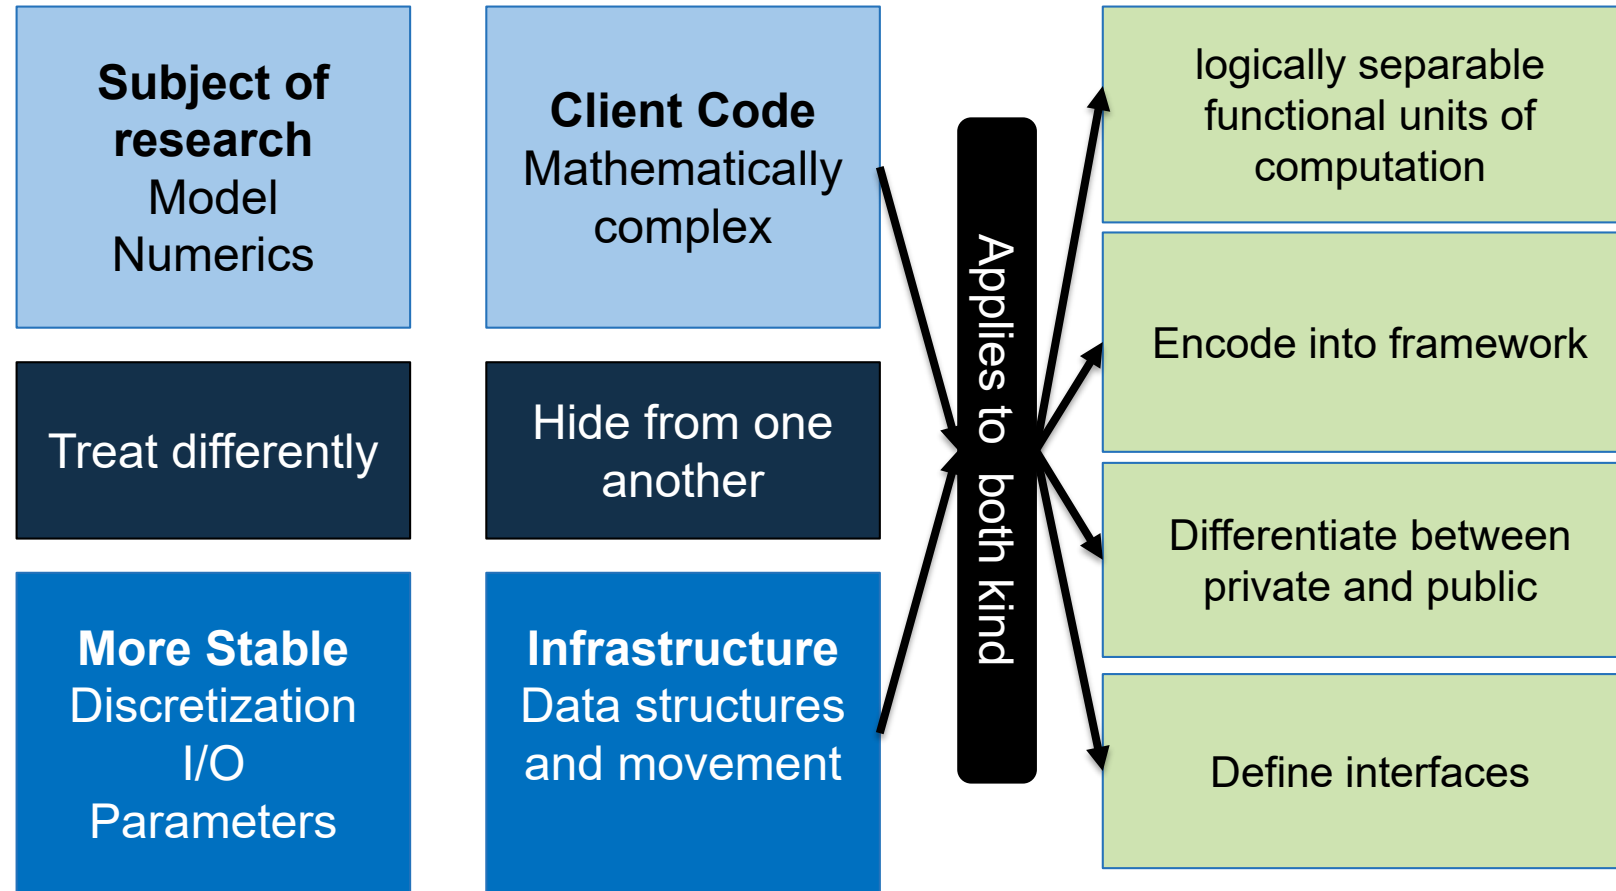 Subject of
research
Model
Numerics
Treat differently
More Stable
Discretization
I/O
Parameters
Client Code
Mathematically
complex
Hide from one
another
Infrastructure
Data structures
and movement
Applies to both kind
logically separable
functional units of
computation
Encode into framework
Differentiate between
private and public
Define interfaces